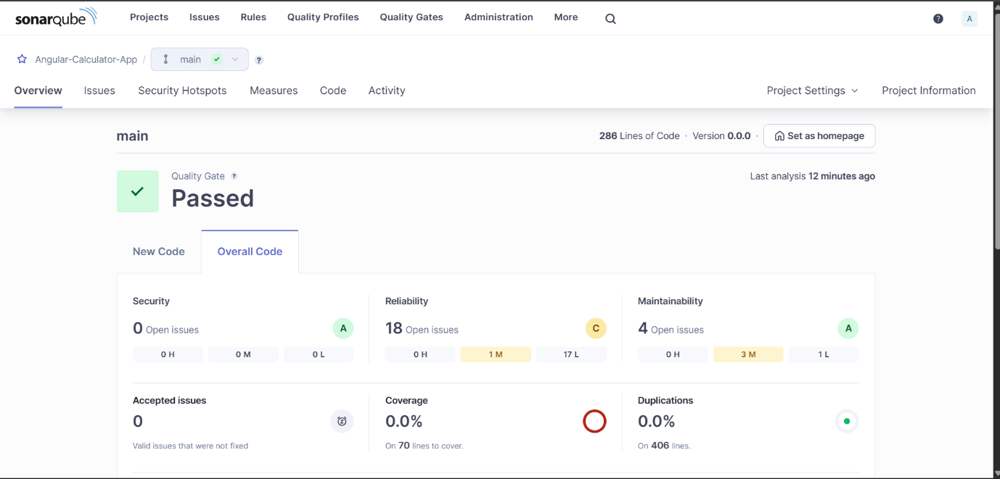 sonarqube Projects Issues Rules Quality Profiles Quality Gates Administration More ? A
Angular-Calculator-App / main ?
Overview Issues Security Hotspots Measures Code Activity Project Settings Project Information
main 286 Lines of Code · Version 0.0.0 · Set as homepage
Quality Gate ? Last analysis 12 minutes ago
Passed
New Code Overall Code
Security Reliability Maintainability
0 Open issues A 18 Open issues C 4 Open issues A
0 H 0 M 0 L 0 H 1 M 17 L 0 H 3 M 1 L
Accepted issues Coverage Duplications
0 0.0% 0.0%
Valid issues that were not fixed On 70 lines to cover. On 406 lines.